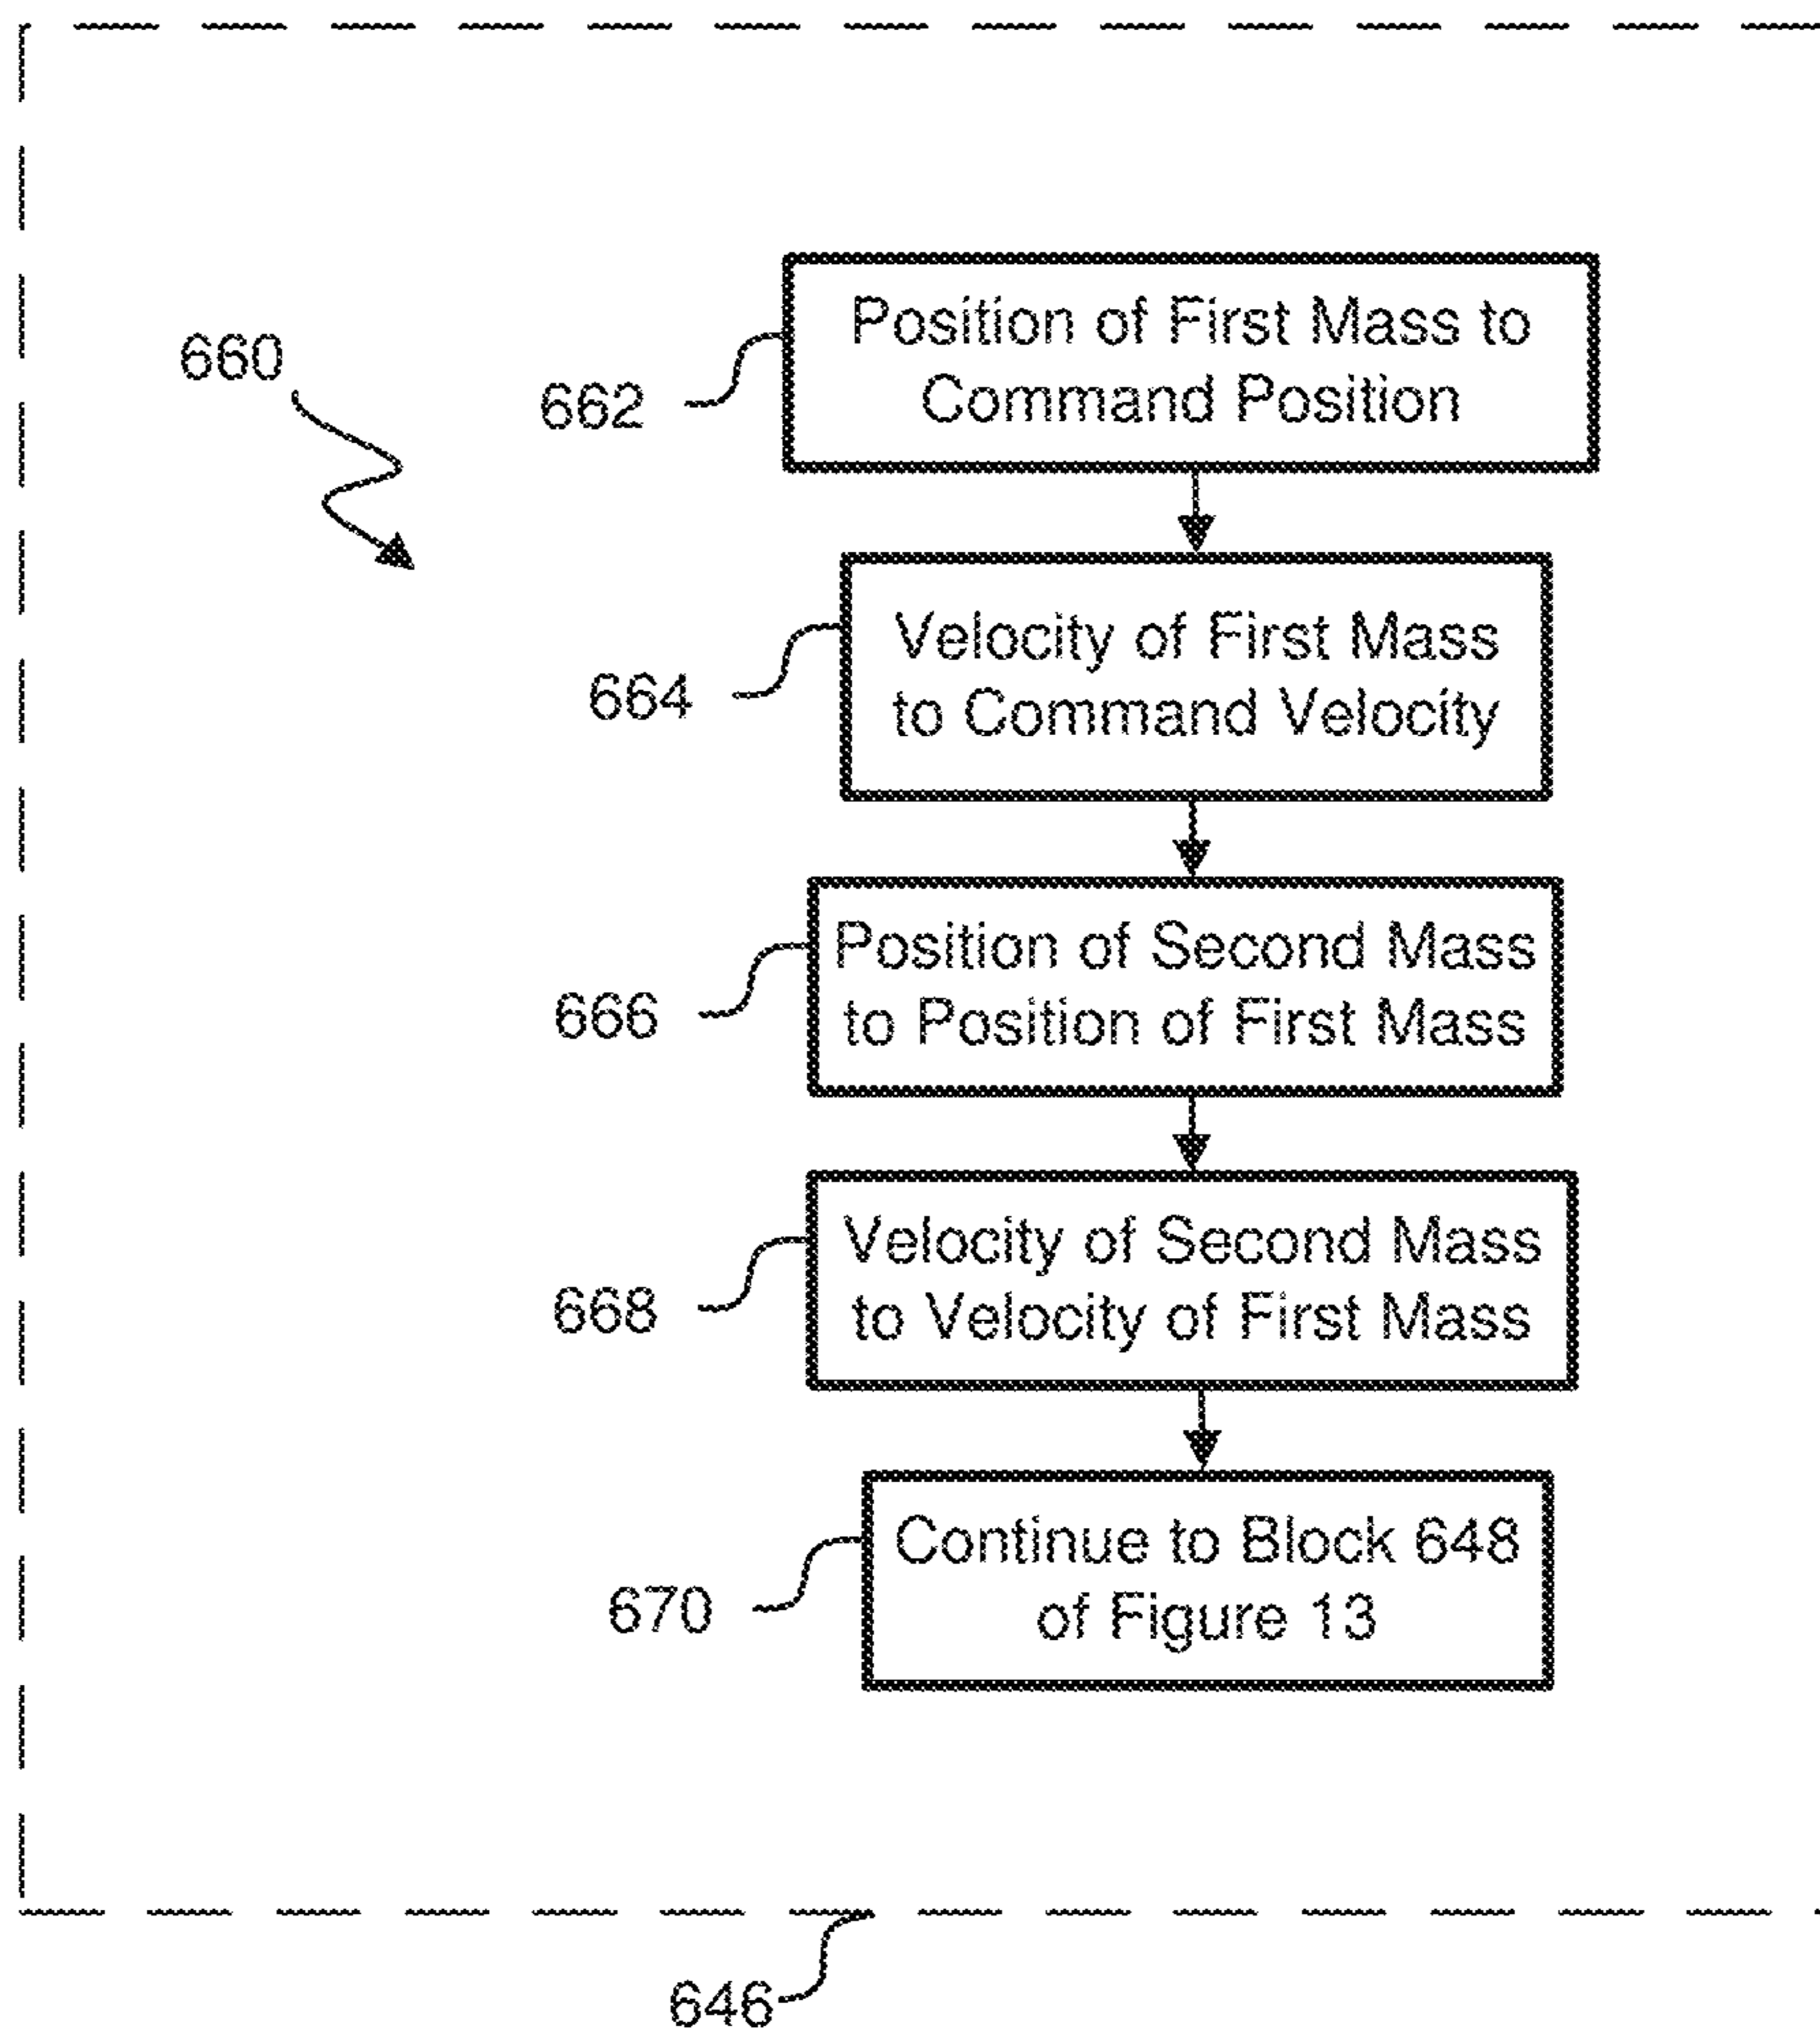 660
662
Position of First Mass to
Command Position
664
Velocity of First Mass
to Command Velocity
666
Position of Second Mass
to Position of First Mass
668
Velocity of Second Mass
to Velocity of First Mass
670
Continue to Block 648
of Figure 13
646